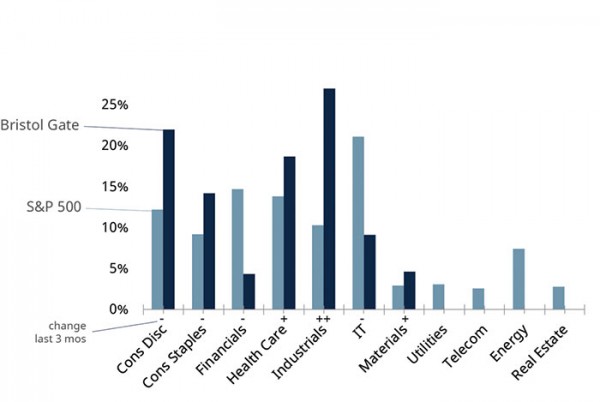 25%
Bristol Gate
20%
15%
S&P 500
10%
5%
0%
change
last 3 mos
Cons Disc -
Cons Staples -
Financials -
Health Care +
Industrials ++
IT -
Materials +
Utilities
Telecom
Energy
Real Estate